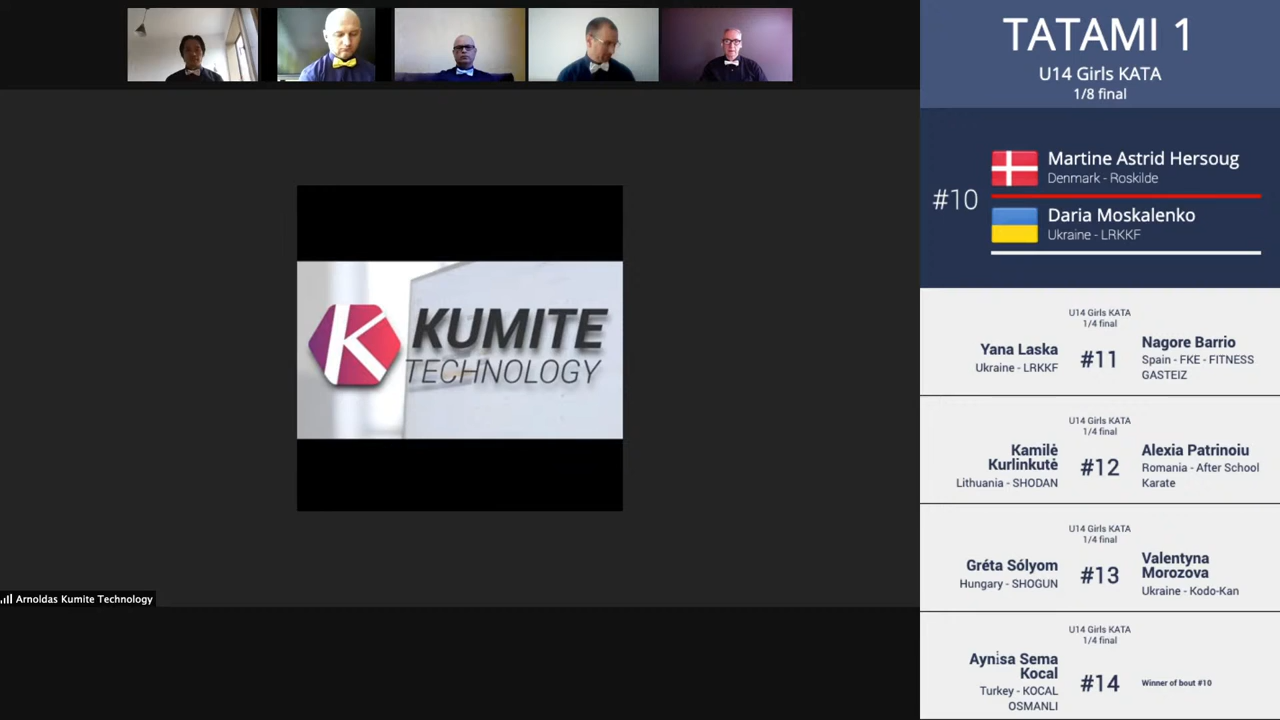 TATAMI 1
U14 Girls KATA
1/8 final
#10
Martine Astrid Hersoug
Denmark - Roskilde
Daria Moskalenko
Ukraine - LRKKF
KUMITE
TECHNOLOGY
U14 Girls KATA
1/4 final
Yana Laska
Ukraine - LRKKF
#11
Nagore Barrio
Spain - FKE - FITNESS
GASTEIZ
U14 Girls KATA
1/4 final
Kamilė
Kurlinkutė
Lithuania - SHODAN
#12
Alexia Patrinoiu
Romania - After School
Karate
U14 Girls KATA
1/4 final
Gréta Sólyom
Hungary - SHOGUN
#13
Valentyna
Morozova
Ukraine - Kodo-Kan
U14 Girls KATA
1/4 final
Aynisa Sema
Kocal
Turkey - KOCAL
OSMANLI
#14
Winner of bout #10
Arnoldas Kumite Technology